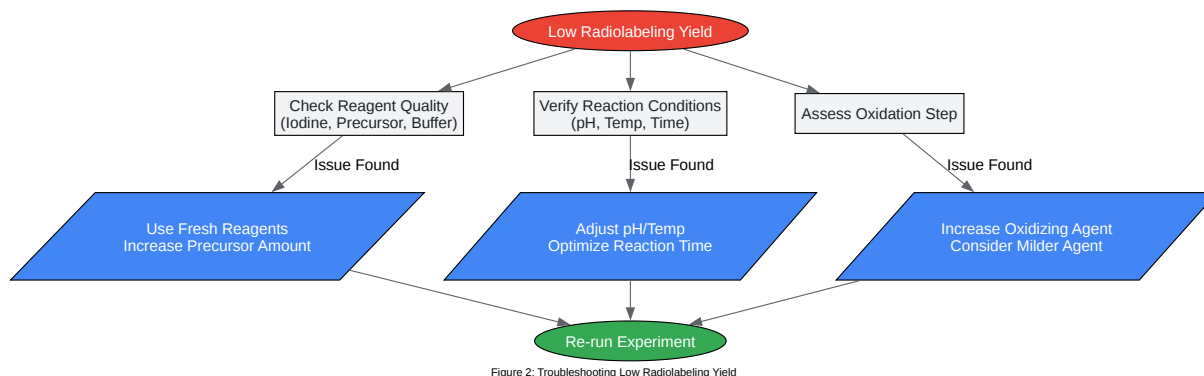 Low Radiolabeling Yield
Check Reagent Quality
(Iodine, Precursor, Buffer)
Verify Reaction Conditions
(pH, Temp, Time)
Assess Oxidation Step
Issue Found
Issue Found
Issue Found
Use Fresh Reagents
Increase Precursor Amount
Adjust pH/Temp
Optimize Reaction Time
Increase Oxidizing Agent
Consider Milder Agent
Re-run Experiment
Figure 2: Troubleshooting Low Radiolabeling Yield